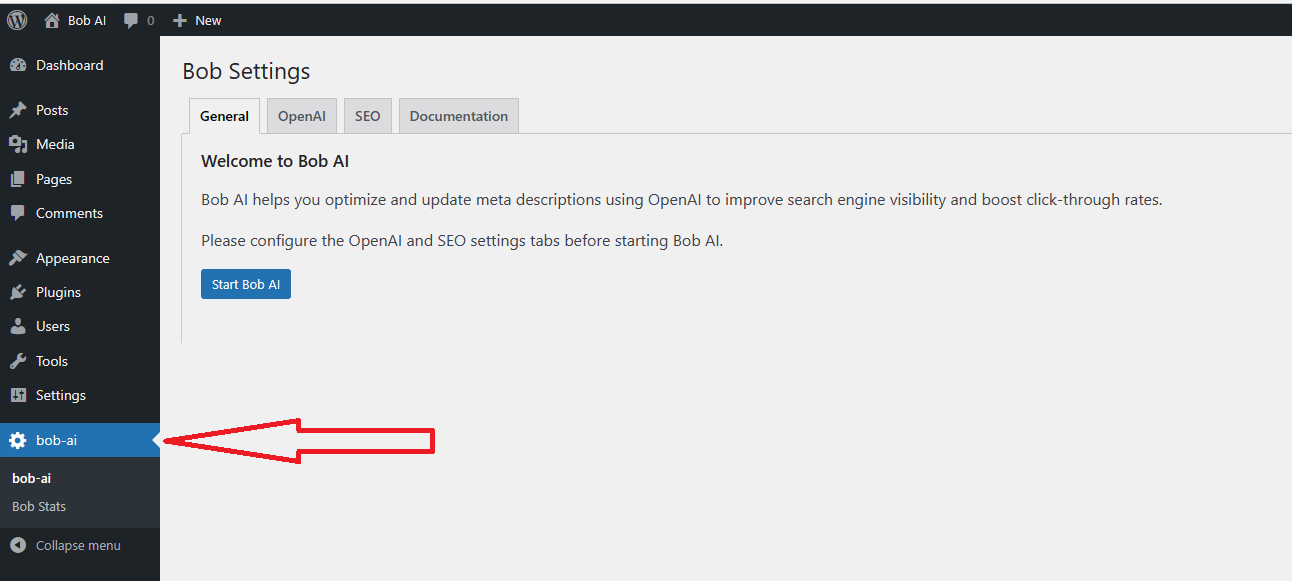 Bob AI 0 New
Dashboard
Posts
Media
Pages
Comments
Appearance
Plugins
Users
Tools
Settings
bob-ai
bob-ai
Bob Stats
Collapse menu
Bob Settings
General OpenAI SEO Documentation
Welcome to Bob AI
Bob AI helps you optimize and update meta descriptions using OpenAI to improve search engine visibility and boost click-through rates.
Please configure the OpenAI and SEO settings tabs before starting Bob AI.
Start Bob AI